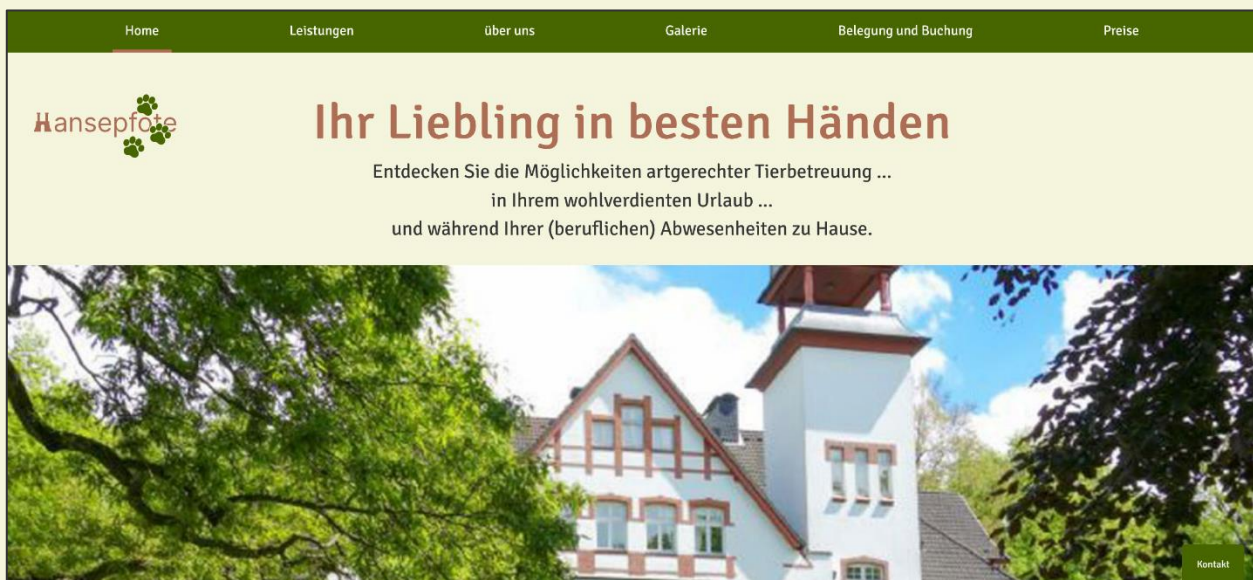 Home
Leistungen
über uns
Galerie
Belegung und Buchung
Preise
Hansepfote
Ihr Liebling in besten Händen
Entdecken Sie die Möglichkeiten artgerechter Tierbetreuung ...
in Ihrem wohlverdienten Urlaub ...
und während Ihrer (beruflichen) Abwesenheiten zu Hause.
Kontakt